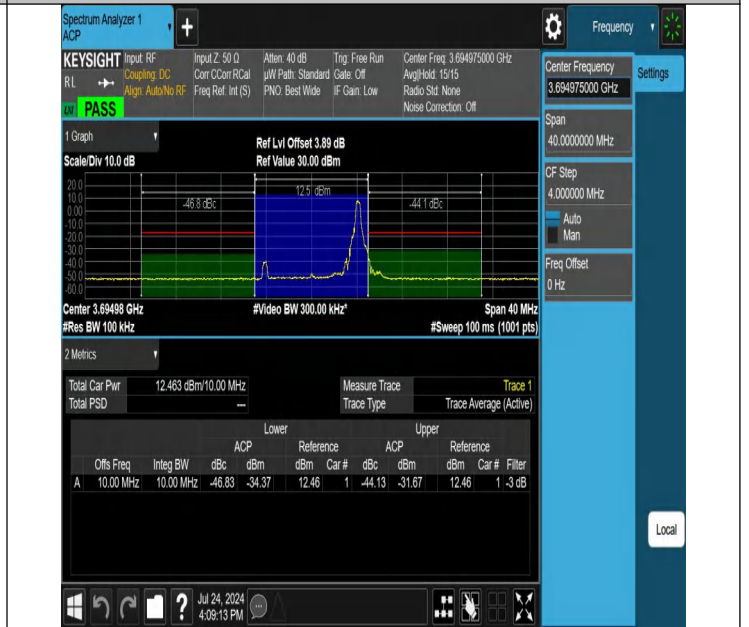 Spectrum Analyzer 1
ACP
Frequency
KEYSIGHT
RL
PASS
Input: RF
Coupling: DC
Align: Auto/No RF
Input Z: 50 Ω
Corr CCorr RCal
Freq Ref: Int (S)
Atten: 40 dB
µW Path: Standard
PNO: Best Wide
Trig: Free Run
Gate: Off
IF Gain: Low
Center Freq: 3.694975000 GHz
Avg|Hold: 15/15
Radio Std: None
Noise Correction: Off
Center Frequency
3.694975000 GHz
Settings
Span
40.0000000 MHz
CF Step
4.000000 MHz
Auto
Man
Freq Offset
0 Hz
1 Graph
Scale/Div 10.0 dB
Ref Lvl Offset 3.89 dB
Ref Value 30.00 dBm
20.0
10.0
0.00
-10.0
-20.0
-30.0
-40.0
-50.0
-60.0
-46.8 dBc
12.5 dBm
-44.1 dBc
Center 3.69498 GHz
#Video BW 300.00 kHz*
Span 40 MHz
#Res BW 100 kHz
#Sweep 100 ms (1001 pts)
2 Metrics
Total Car Pwr 12.463 dBm/10.00 MHz
Total PSD ---
Measure Trace Trace 1
Trace Type Trace Average (Active)
Lower Upper
ACP Reference ACP Reference
Offs Freq Integ BW dBc dBm dBm Car # dBc dBm dBm Car # Filter
A 10.00 MHz 10.00 MHz -46.83 -34.37 12.46 1 -44.13 -31.67 12.46 1 -3 dB
Local
Jul 24, 2024
4:09:13 PM